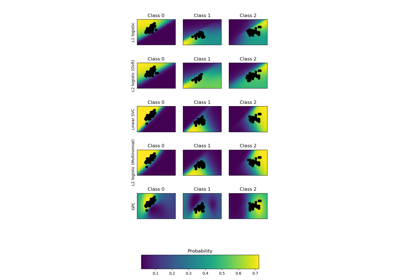 Class 0 Class 1 Class 2
L1 logistic
Class 0 Class 1 Class 2
L2 logistic (OvR)
Class 0 Class 1 Class 2
Linear SVC
Class 0 Class 1 Class 2
L2 logistic (Multinomial)
Class 0 Class 1 Class 2
GPC
Probability
0.1 0.2 0.3 0.4 0.5 0.6 0.7